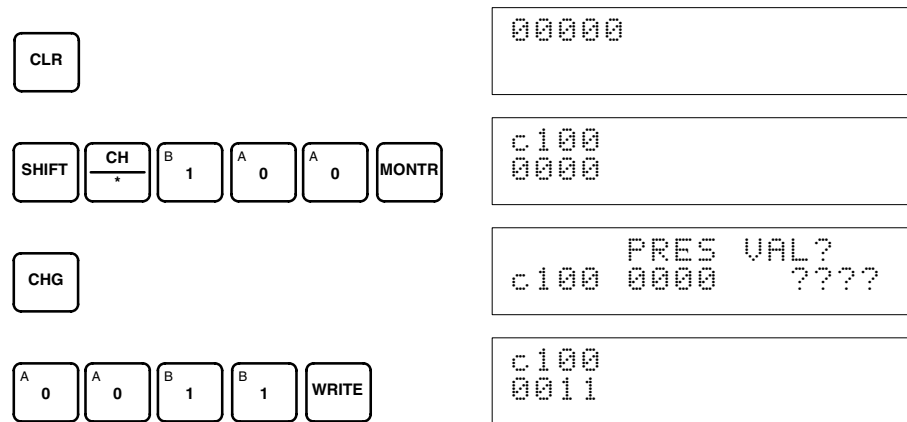 CLR
00000
SHIFT CH * B 1 A 0 A 0 MONTR
c100
0000
CHG
PRES VAL?
c100 0000 ????
A 0 A 0 B 1 B 1 WRITE
c100
0011